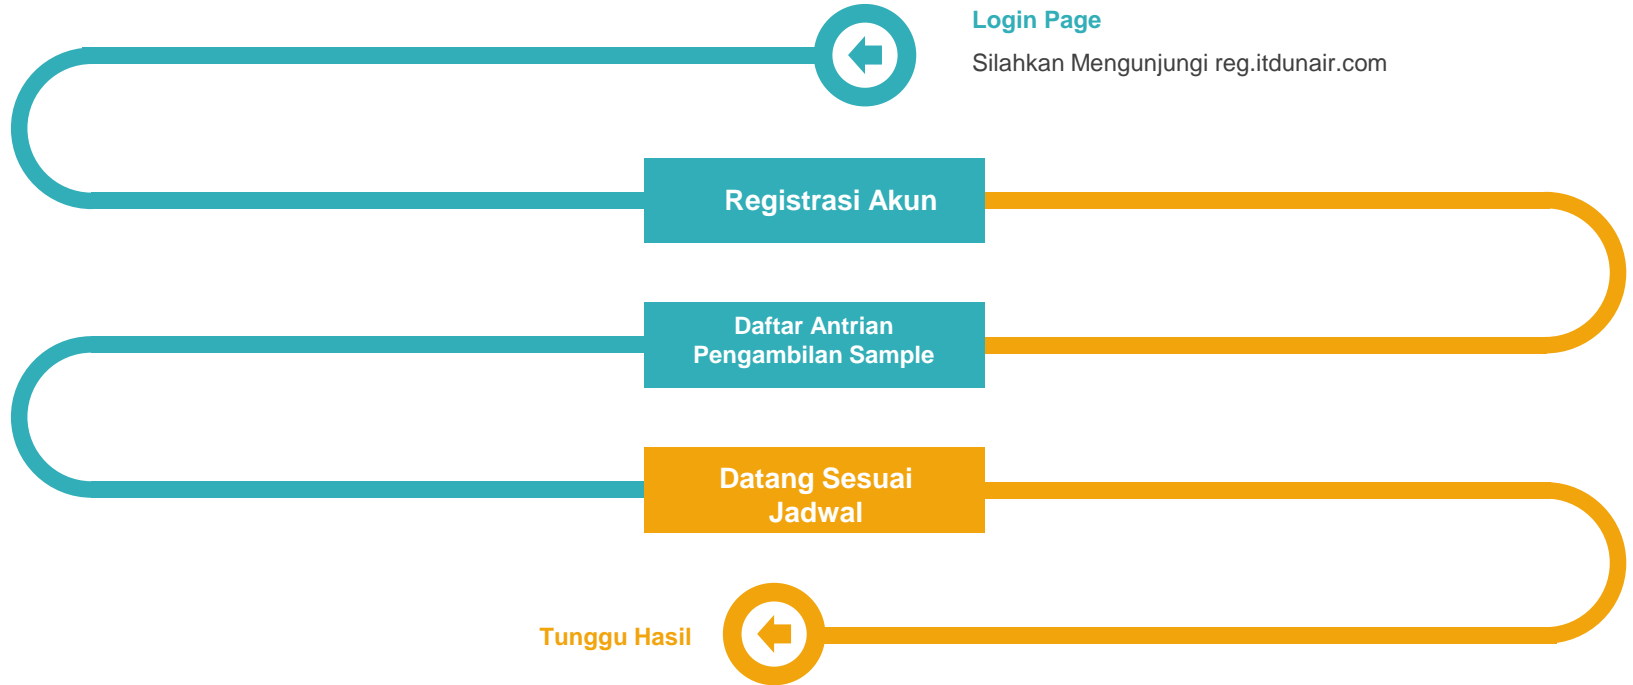 Login Page
Silahkan Mengunjungi reg.itdunair.com
Registrasi Akun
Daftar Antrian
Pengambilan Sample
Datang Sesuai
Jadwal
Tunggu Hasil